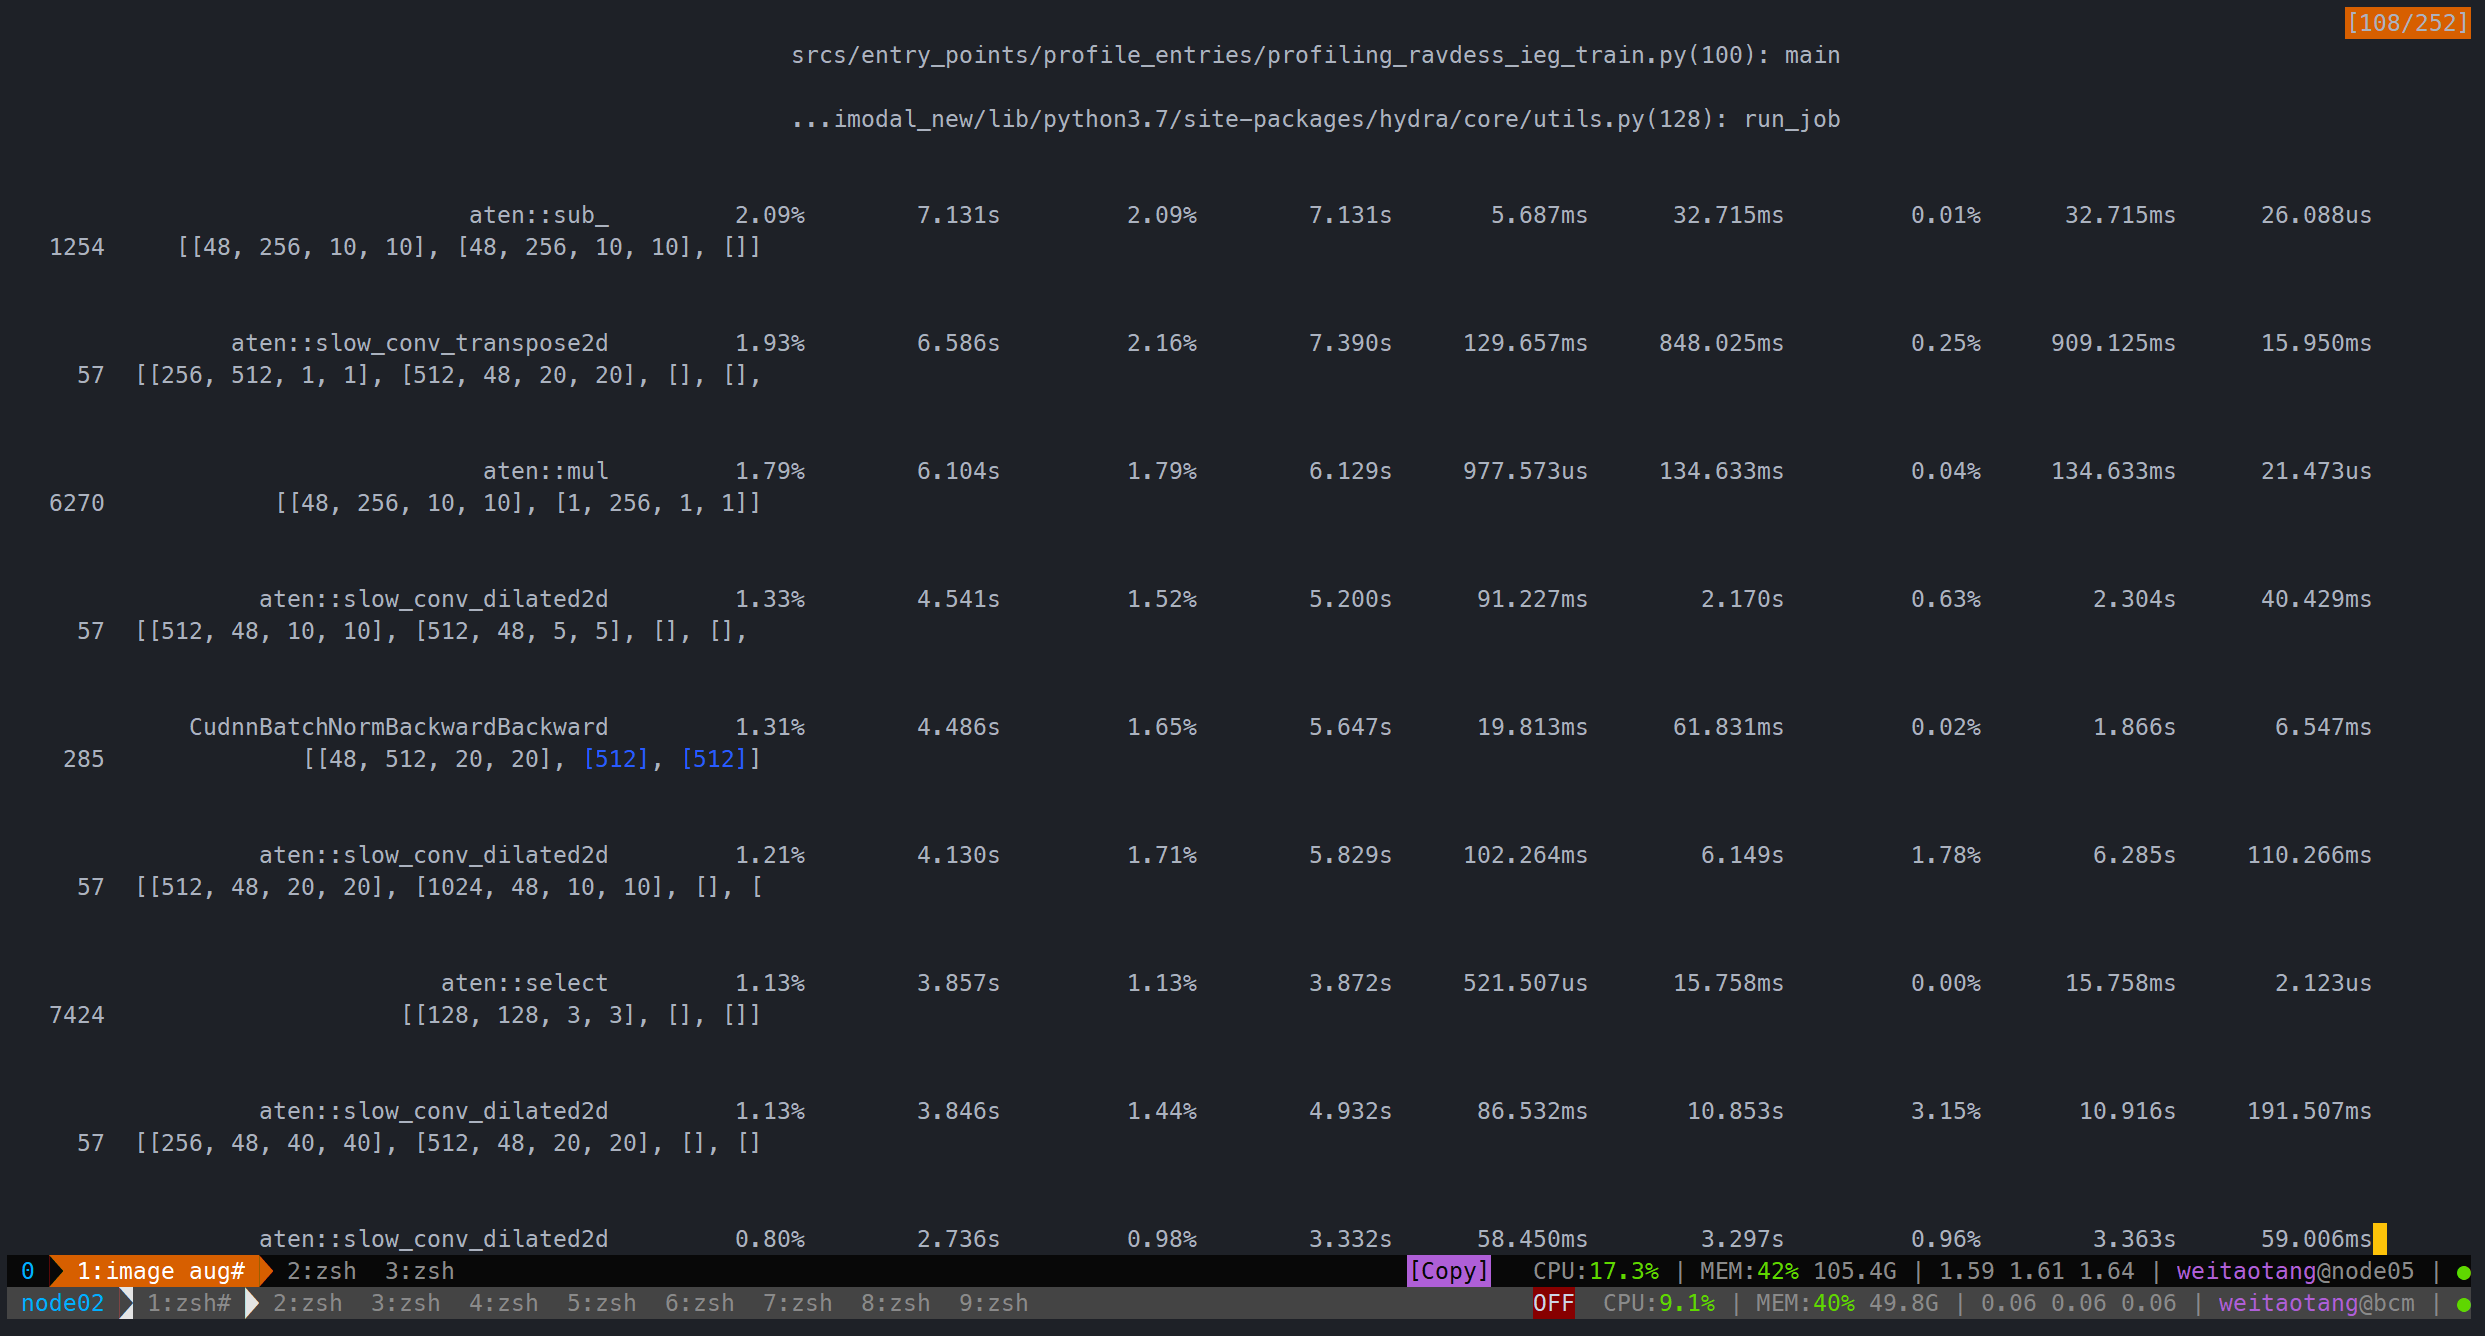 [108/252]
srcs/entry_points/profile_entries/profiling_ravdess_ieg_train.py(100): main
...imodal_new/lib/python3.7/site-packages/hydra/core/utils.py(128): run_job
aten::sub_ 2.09% 7.131s 2.09% 7.131s 5.687ms 32.715ms 0.01% 32.715ms 26.088us
1254 [[48, 256, 10, 10], [48, 256, 10, 10], []]
aten::slow_conv_transpose2d 1.93% 6.586s 2.16% 7.390s 129.657ms 848.025ms 0.25% 909.125ms 15.950ms
57 [[256, 512, 1, 1], [512, 48, 20, 20], [], [],
aten::mul 1.79% 6.104s 1.79% 6.129s 977.573us 134.633ms 0.04% 134.633ms 21.473us
6270 [[48, 256, 10, 10], [1, 256, 1, 1]]
aten::slow_conv_dilated2d 1.33% 4.541s 1.52% 5.200s 91.227ms 2.170s 0.63% 2.304s 40.429ms
57 [[512, 48, 10, 10], [512, 48, 5, 5], [], [],
CudnnBatchNormBackwardBackward 1.31% 4.486s 1.65% 5.647s 19.813ms 61.831ms 0.02% 1.866s 6.547ms
285 [[48, 512, 20, 20], [512], [512]]
aten::slow_conv_dilated2d 1.21% 4.130s 1.71% 5.829s 102.264ms 6.149s 1.78% 6.285s 110.266ms
57 [[512, 48, 20, 20], [1024, 48, 10, 10], [], [
aten::select 1.13% 3.857s 1.13% 3.872s 521.507us 15.758ms 0.00% 15.758ms 2.123us
7424 [[128, 128, 3, 3], [], []]
aten::slow_conv_dilated2d 1.13% 3.846s 1.44% 4.932s 86.532ms 10.853s 3.15% 10.916s 191.507ms
57 [[256, 48, 40, 40], [512, 48, 20, 20], [], []
aten::slow_conv_dilated2d 0.80% 2.736s 0.98% 3.332s 58.450ms 3.297s 0.96% 3.363s 59.006ms
0 1:image aug# 2:zsh 3:zsh [Copy] CPU:17.3% | MEM:42% 105.4G | 1.59 1.61 1.64 | weitaotang@node05 | ●
node02 1:zsh# 2:zsh 3:zsh 4:zsh 5:zsh 6:zsh 7:zsh 8:zsh 9:zsh OFF CPU:9.1% | MEM:40% 49.8G | 0.06 0.06 0.06 | weitaotang@bcm | ●